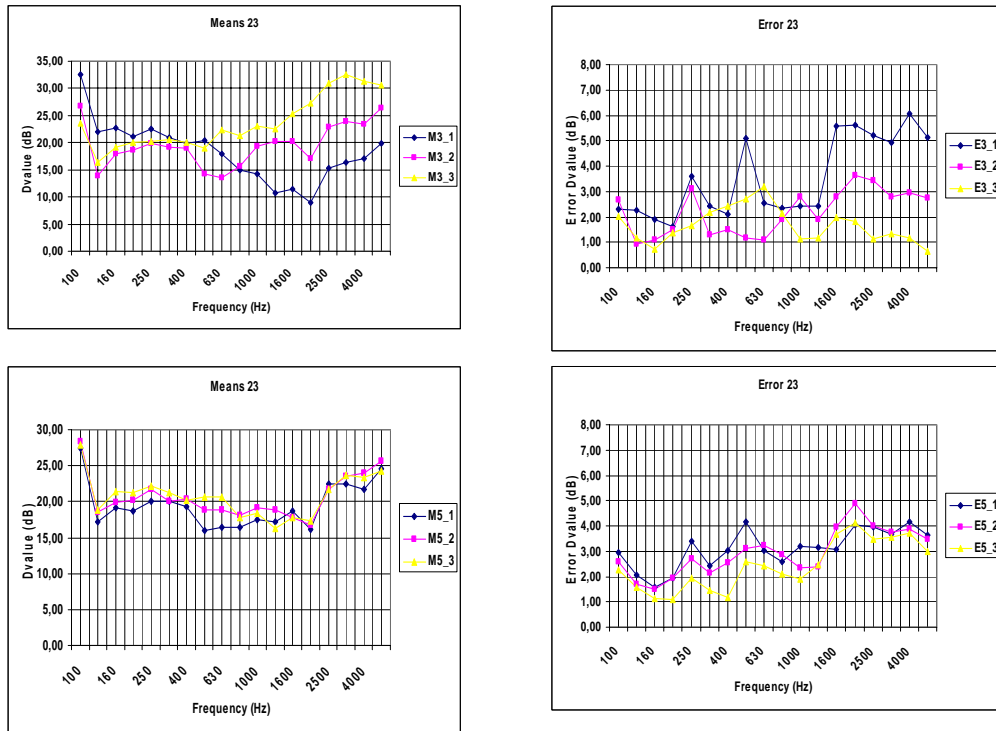 Means 23
35,00
30,00
25,00
20,00
15,00
10,00
5,00
0,00
Dvalue (dB)
100
160
250
400
630
1000
1600
2500
4000
Frequency (Hz)
M3_1
M3_2
M3_3
Error 23
8,00
7,00
6,00
5,00
4,00
3,00
2,00
1,00
0,00
Error Dvalue (dB)
100
160
250
400
630
1000
1600
2500
4000
Frequency (Hz)
E3_1
E3_2
E3_3
Means 23
30,00
25,00
20,00
15,00
10,00
5,00
0,00
Dvalue (dB)
100
160
250
400
630
1000
1600
2500
4000
Frequency (Hz)
M5_1
M5_2
M5_3
Error 23
8,00
7,00
6,00
5,00
4,00
3,00
2,00
1,00
0,00
Error Dvalue (dB)
100
160
250
400
630
1000
1600
2500
4000
Frequency (Hz)
E5_1
E5_2
E5_3